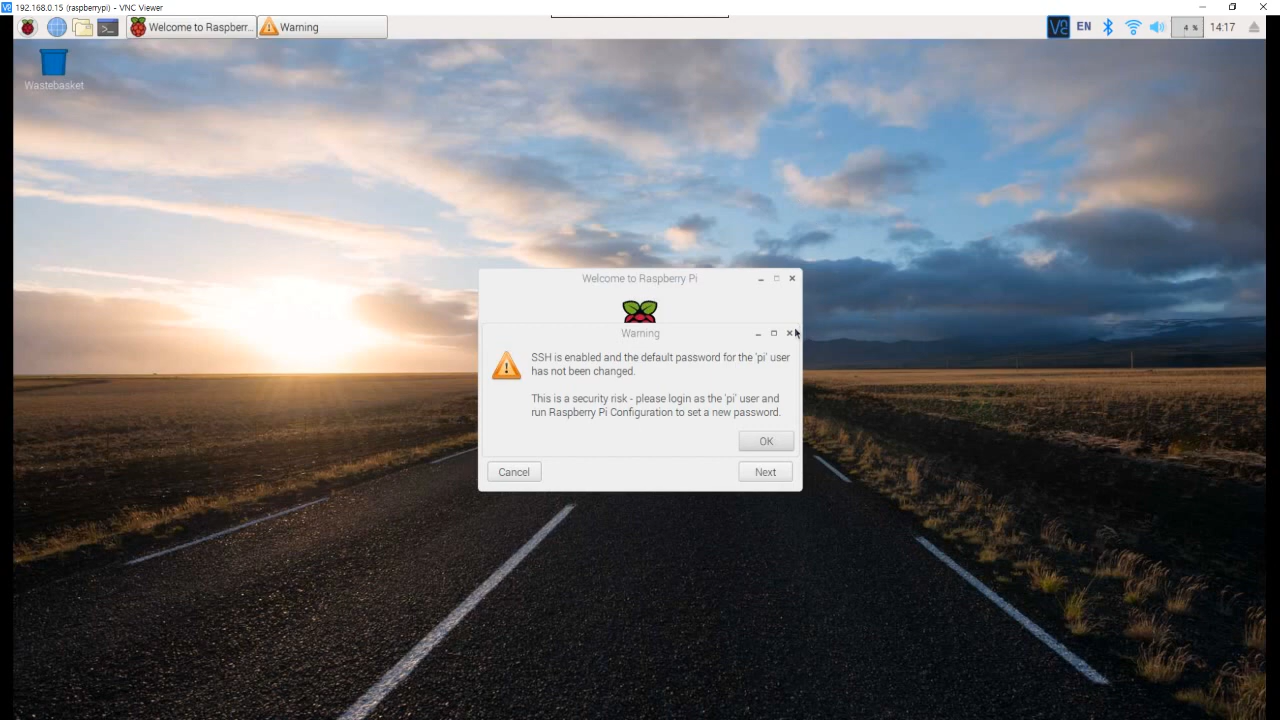 192.168.0.15 (raspberrypi) - VNC Viewer
Welcome to Raspberr...
Warning
EN
4 %
14:17
Wastebasket
Welcome to Raspberry Pi
Warning
SSH is enabled and the default password for the 'pi' user
has not been changed.
This is a security risk - please login as the 'pi' user and
run Raspberry Pi Configuration to set a new password.
OK
Cancel
Next